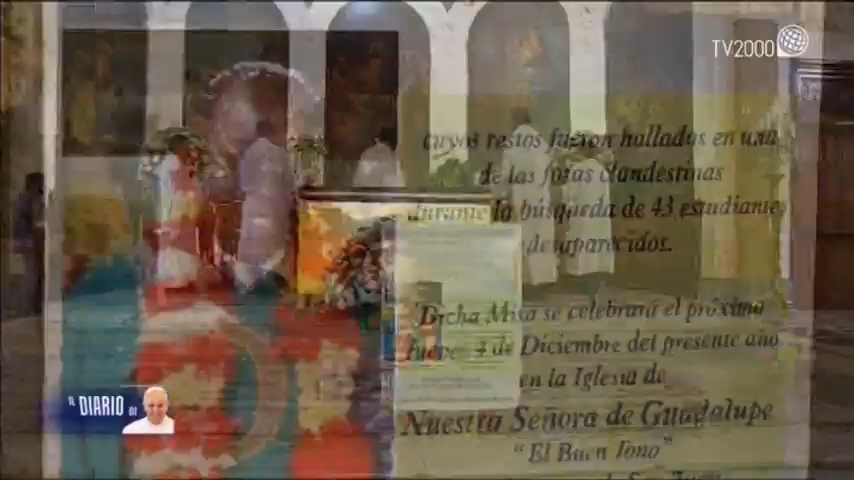 TV2000
cuyos restos fueron hallados en una
de las fosas clandestinas
durante la búsqueda de 43 estudiantes
desaparecidos.
Dicha Misa se celebrará el próximo
Jueves 4 de Diciembre del presente año
en la Iglesia de
Nuestra Señora de Guadalupe
"El Buen Tono"
IL DIARIO DI